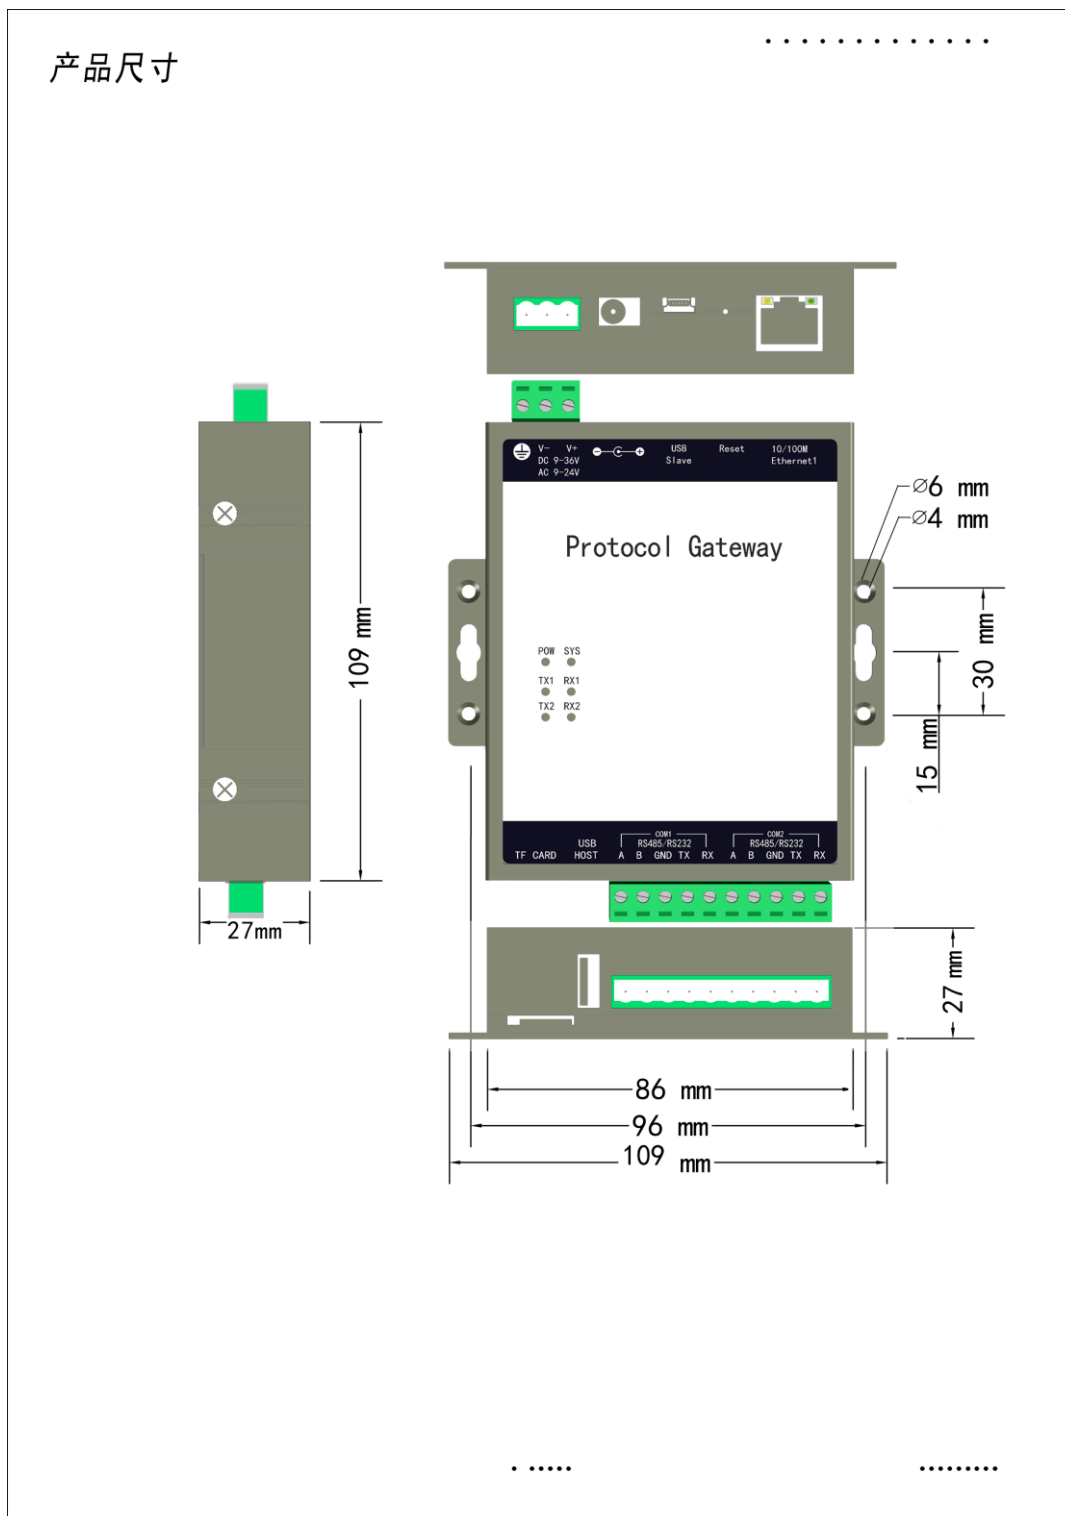 产品尺寸
V- V+
DC 9-36V
AC 9-24V
USB
Slave
Reset
10/100M
Ethernet1
Protocol Gateway
POW SYS
TX1 RX1
TX2 RX2
TF CARD
USB
HOST
COM1
RS485/RS232
A B GND TX RX
COM2
RS485/RS232
A B GND TX RX
∅6 mm
∅4 mm
30 mm
15 mm
109 mm
27mm
27 mm
86 mm
96 mm
109 mm